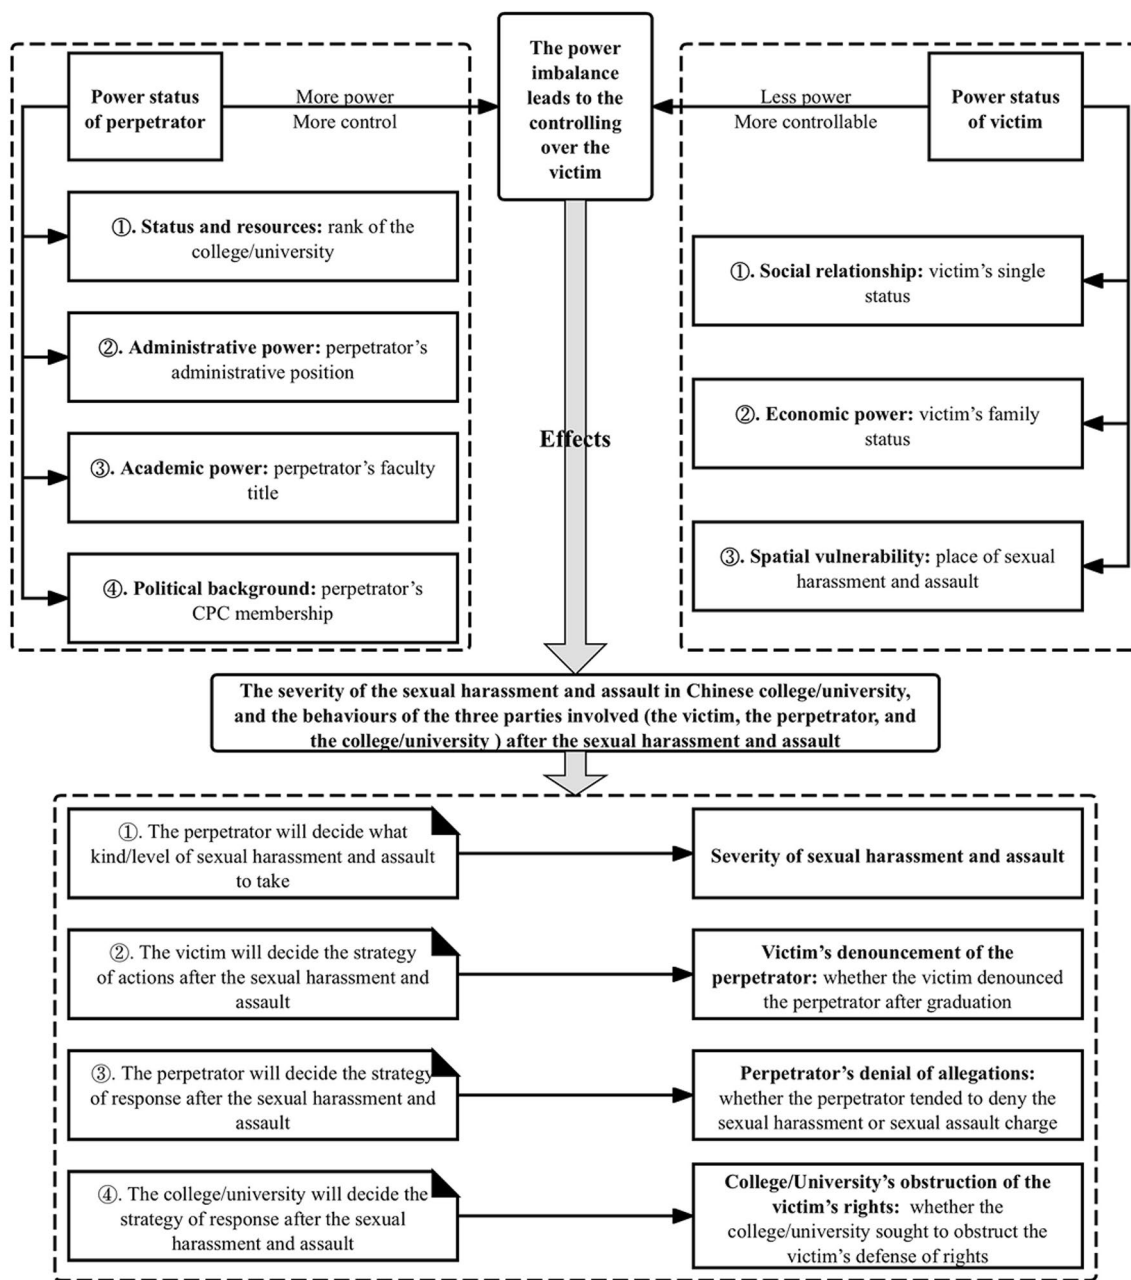 Power status
of perpetrator
More power
More control
The power
imbalance
leads to the
controlling
over the
victim
Less power
More controllable
Power status
of victim
①. Status and resources: rank of the
college/university
②. Administrative power: perpetrator's
administrative position
③. Academic power: perpetrator's faculty
title
④. Political background: perpetrator's
CPC membership
①. Social relationship: victim's single
status
②. Economic power: victim's family
status
③. Spatial vulnerability: place of sexual
harassment and assault
Effects
The severity of the sexual harassment and assault in Chinese college/university,
and the behaviours of the three parties involved (the victim, the perpetrator, and
the college/university ) after the sexual harassment and assault
①. The perpetrator will decide what
kind/level of sexual harassment and assault
to take
Severity of sexual harassment and assault
②. The victim will decide the strategy
of actions after the sexual harassment and
assault
Victim's denouncement of the
perpetrator: whether the victim denounced
the perpetrator after graduation
③. The perpetrator will decide the strategy
of response after the sexual harassment and
assault
Perpetrator's denial of allegations:
whether the perpetrator tended to deny the
sexual harassment or sexual assault charge
④. The college/university will decide the
strategy of response after the sexual
harassment and assault
College/University's obstruction of the
victim's rights: whether the
college/university sought to obstruct the
victim's defense of rights